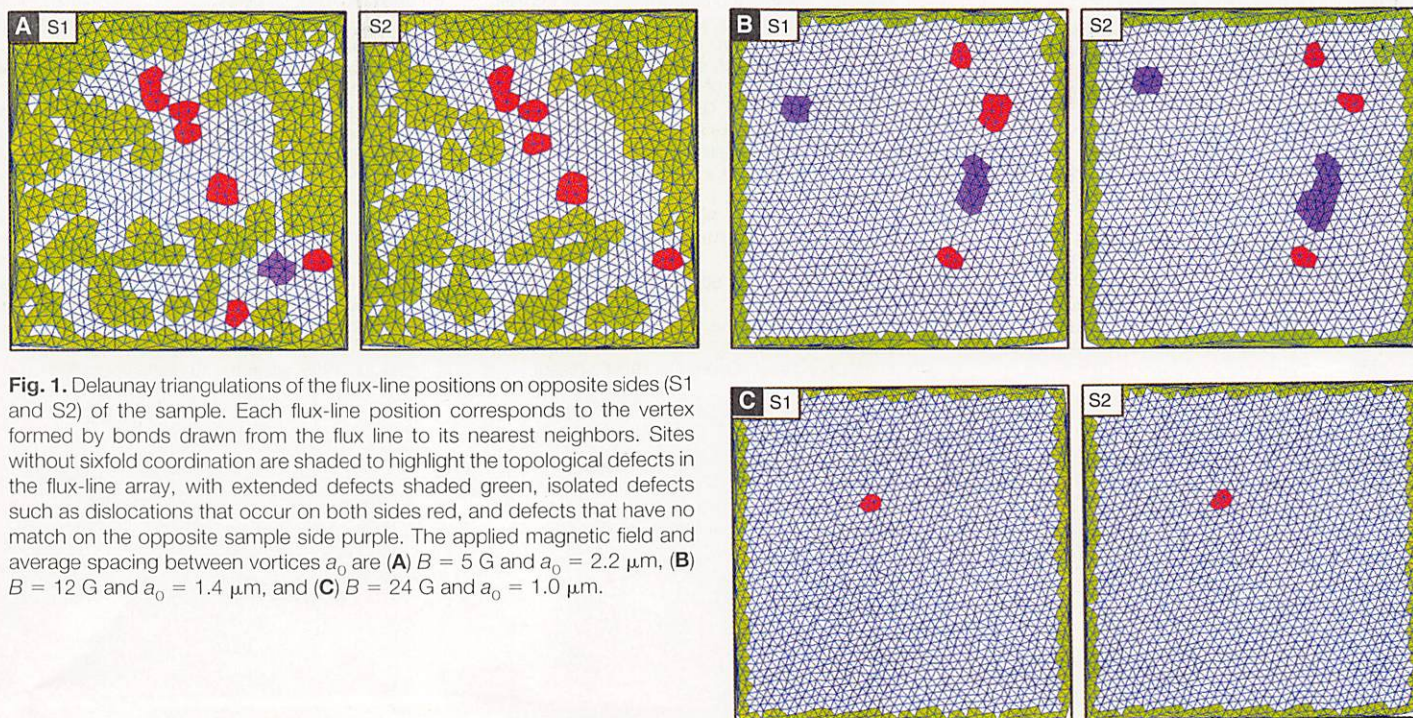 A S1
S2
B S1
S2
Fig. 1. Delaunay triangulations of the flux-line positions on opposite sides (S1
and S2) of the sample. Each flux-line position corresponds to the vertex
formed by bonds drawn from the flux line to its nearest neighbors. Sites
without sixfold coordination are shaded to highlight the topological defects in
the flux-line array, with extended defects shaded green, isolated defects
such as dislocations that occur on both sides red, and defects that have no
match on the opposite sample side purple. The applied magnetic field and
average spacing between vortices a₀ are (A) B = 5 G and a₀ = 2.2 μm, (B)
B = 12 G and a₀ = 1.4 μm, and (C) B = 24 G and a₀ = 1.0 μm.
C S1
S2